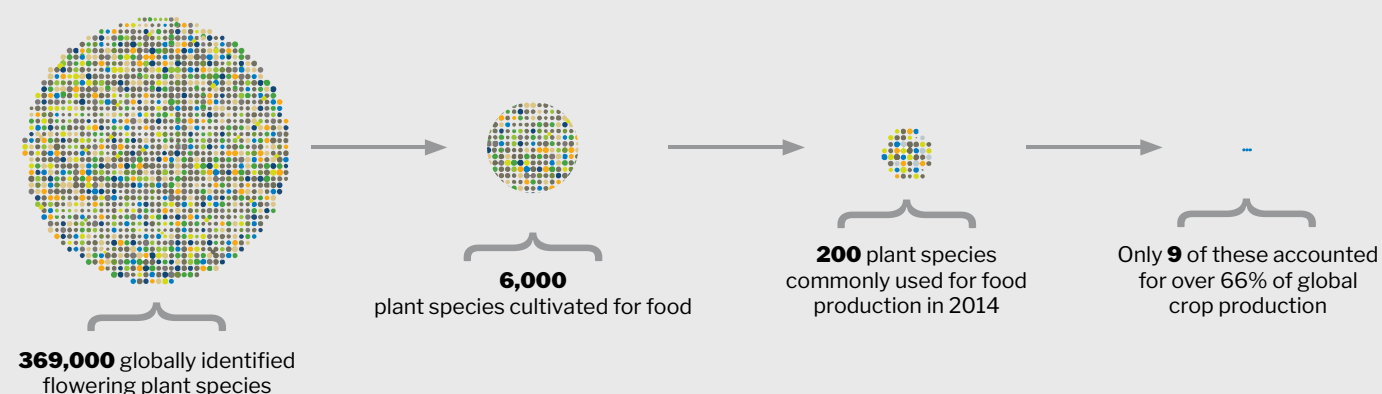 369,000 globally identified
flowering plant species
6,000
plant species cultivated for food
200 plant species
commonly used for food
production in 2014
Only 9 of these accounted
for over 66% of global
crop production